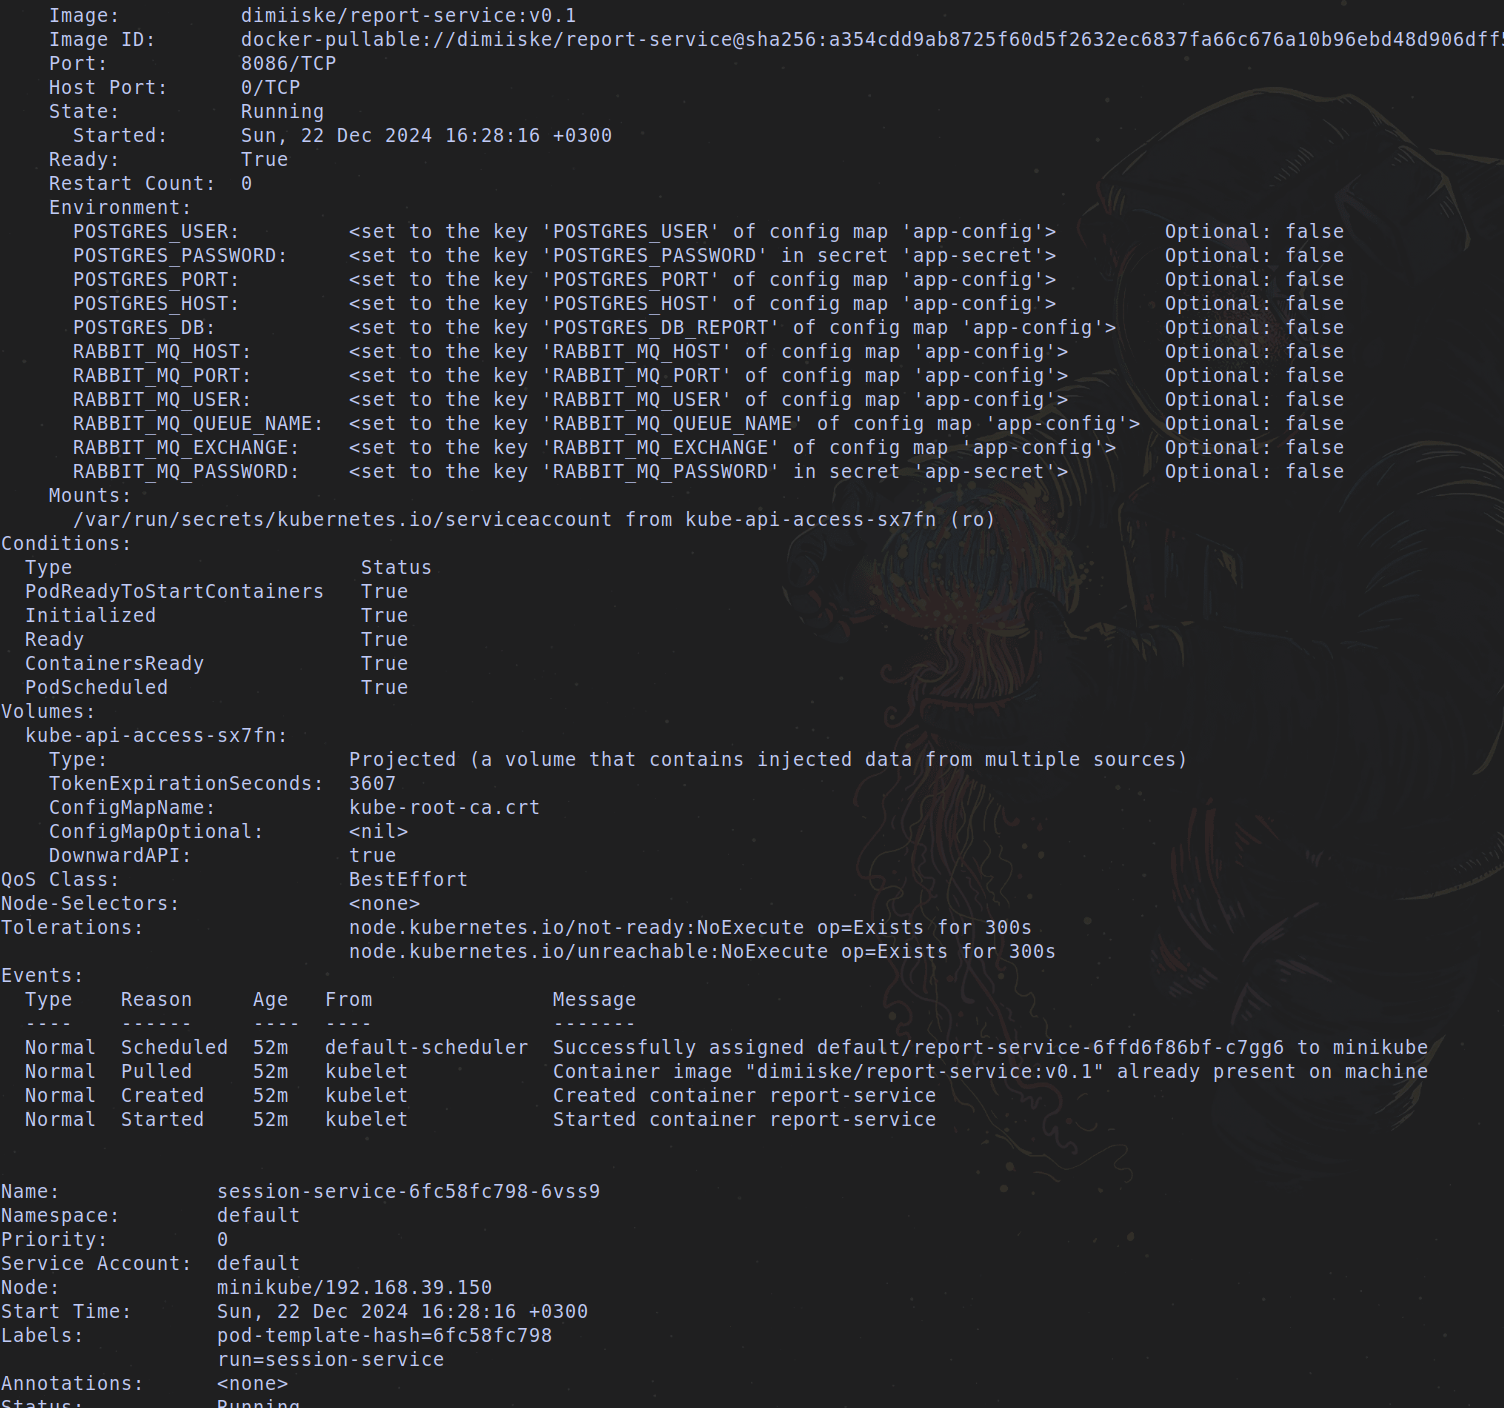 Image:          dimiiske/report-service:v0.1
Image ID:       docker-pullable://dimiiske/report-service@sha256:a354cdd9ab8725f60d5f2632ec6837fa66c676a10b96ebd48d906dff5
Port:           8086/TCP
Host Port:      0/TCP
State:          Running
Started:      Sun, 22 Dec 2024 16:28:16 +0300
Ready:          True
Restart Count:  0
Environment:
POSTGRES_USER:         <set to the key 'POSTGRES_USER' of config map 'app-config'>         Optional: false
POSTGRES_PASSWORD:     <set to the key 'POSTGRES_PASSWORD' in secret 'app-secret'>         Optional: false
POSTGRES_PORT:         <set to the key 'POSTGRES_PORT' of config map 'app-config'>         Optional: false
POSTGRES_HOST:         <set to the key 'POSTGRES_HOST' of config map 'app-config'>         Optional: false
POSTGRES_DB:           <set to the key 'POSTGRES_DB_REPORT' of config map 'app-config'>    Optional: false
RABBIT_MQ_HOST:        <set to the key 'RABBIT_MQ_HOST' of config map 'app-config'>        Optional: false
RABBIT_MQ_PORT:        <set to the key 'RABBIT_MQ_PORT' of config map 'app-config'>        Optional: false
RABBIT_MQ_USER:        <set to the key 'RABBIT_MQ_USER' of config map 'app-config'>        Optional: false
RABBIT_MQ_QUEUE_NAME:  <set to the key 'RABBIT_MQ_QUEUE_NAME' of config map 'app-config'>  Optional: false
RABBIT_MQ_EXCHANGE:    <set to the key 'RABBIT_MQ_EXCHANGE' of config map 'app-config'>    Optional: false
RABBIT_MQ_PASSWORD:    <set to the key 'RABBIT_MQ_PASSWORD' in secret 'app-secret'>        Optional: false
Mounts:
/var/run/secrets/kubernetes.io/serviceaccount from kube-api-access-sx7fn (ro)
Conditions:
Type                        Status
PodReadyToStartContainers   True
Initialized                 True
Ready                       True
ContainersReady             True
PodScheduled                True
Volumes:
kube-api-access-sx7fn:
Type:                    Projected (a volume that contains injected data from multiple sources)
TokenExpirationSeconds:  3607
ConfigMapName:           kube-root-ca.crt
ConfigMapOptional:       <nil>
DownwardAPI:             true
QoS Class:                   BestEffort
Node-Selectors:              <none>
Tolerations:                 node.kubernetes.io/not-ready:NoExecute op=Exists for 300s
node.kubernetes.io/unreachable:NoExecute op=Exists for 300s
Events:
Type    Reason     Age   From               Message
----    ------     ----  ----               -------
Normal  Scheduled  52m   default-scheduler  Successfully assigned default/report-service-6ffd6f86bf-c7gg6 to minikube
Normal  Pulled     52m   kubelet            Container image "dimiiske/report-service:v0.1" already present on machine
Normal  Created    52m   kubelet            Created container report-service
Normal  Started    52m   kubelet            Started container report-service
Name:             session-service-6fc58fc798-6vss9
Namespace:        default
Priority:         0
Service Account:  default
Node:             minikube/192.168.39.150
Start Time:       Sun, 22 Dec 2024 16:28:16 +0300
Labels:           pod-template-hash=6fc58fc798
run=session-service
Annotations:      <none>
Status:           Running